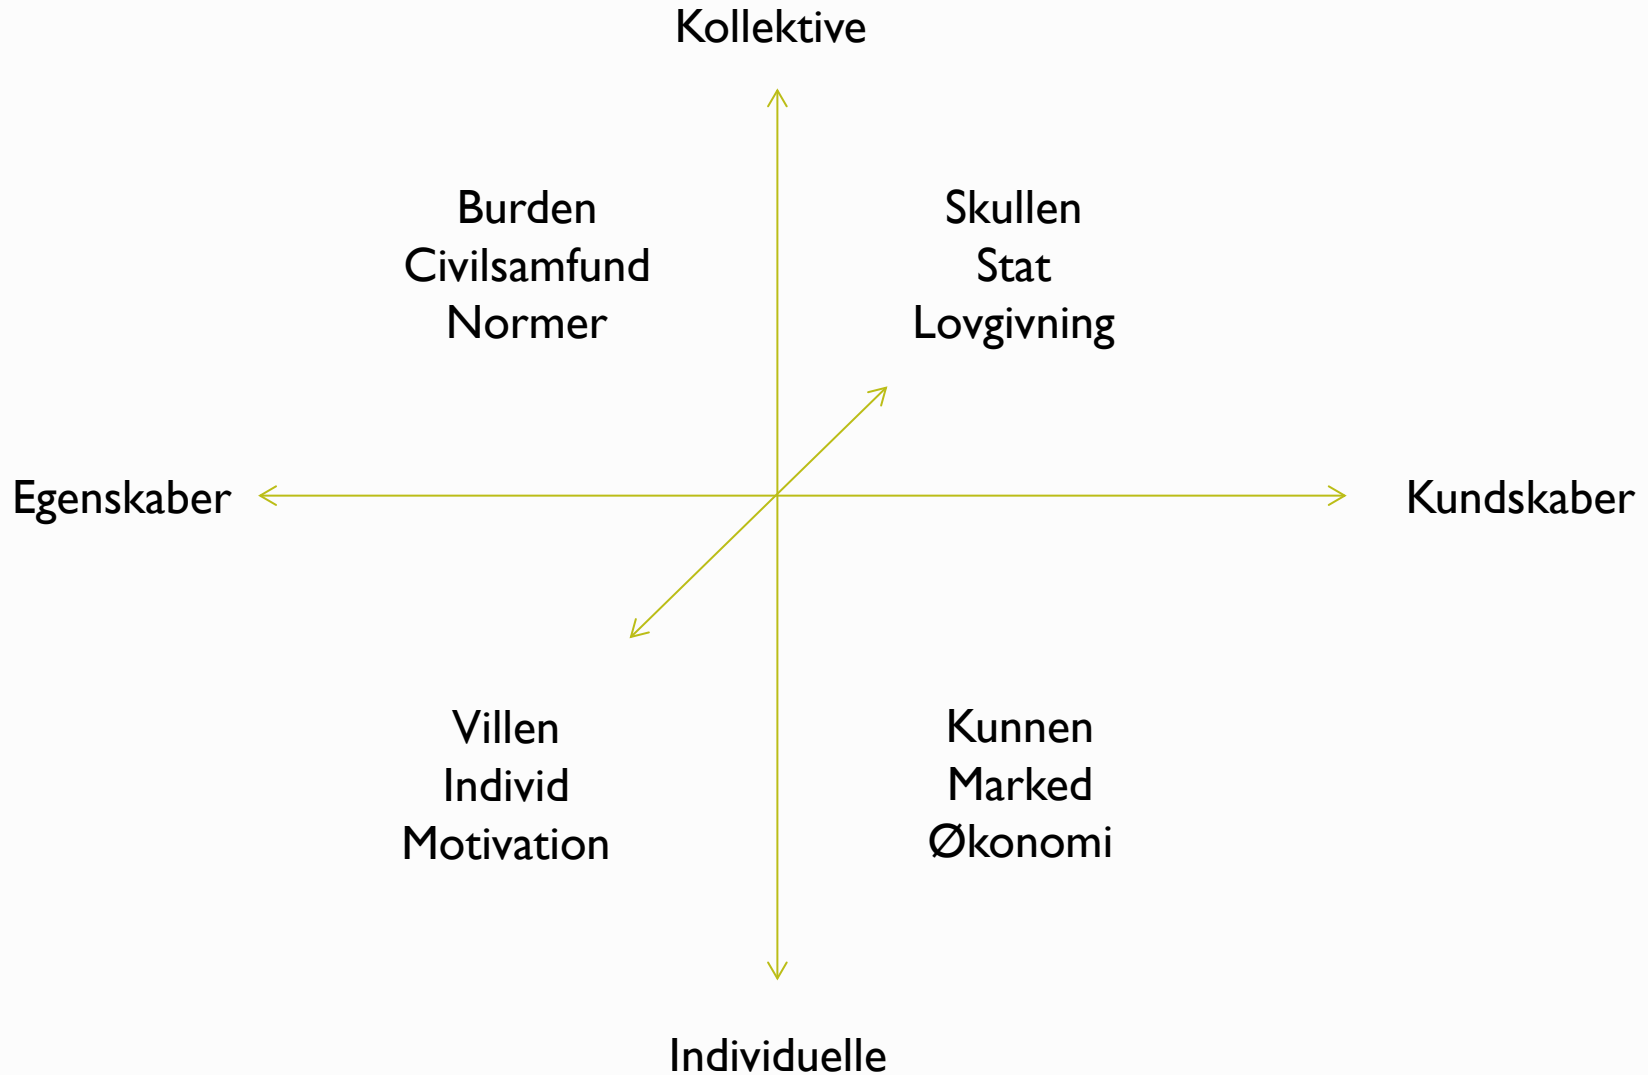 Kollektive
Burden
Civilsamfund
Normer
Skullen
Stat
Lovgivning
Egenskaber
Kundskaber
Villen
Individ
Motivation
Kunnen
Marked
Økonomi
Individuelle